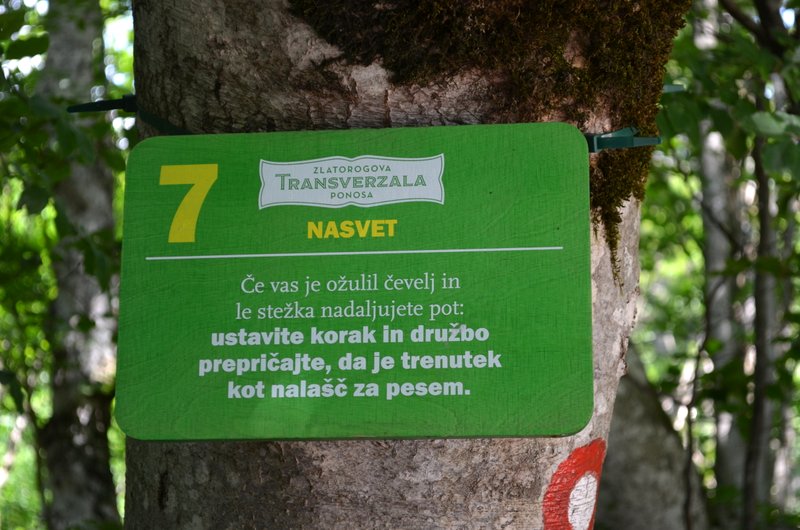 7
ZLATOROGOVA
TRANSVERZALA
PONOSA
NASVET
Če vas je ožulil čevelj in
le stežka nadaljujete pot:
ustavite korak in družbo
prepričajte, da je trenutek
kot nalašč za pesem.